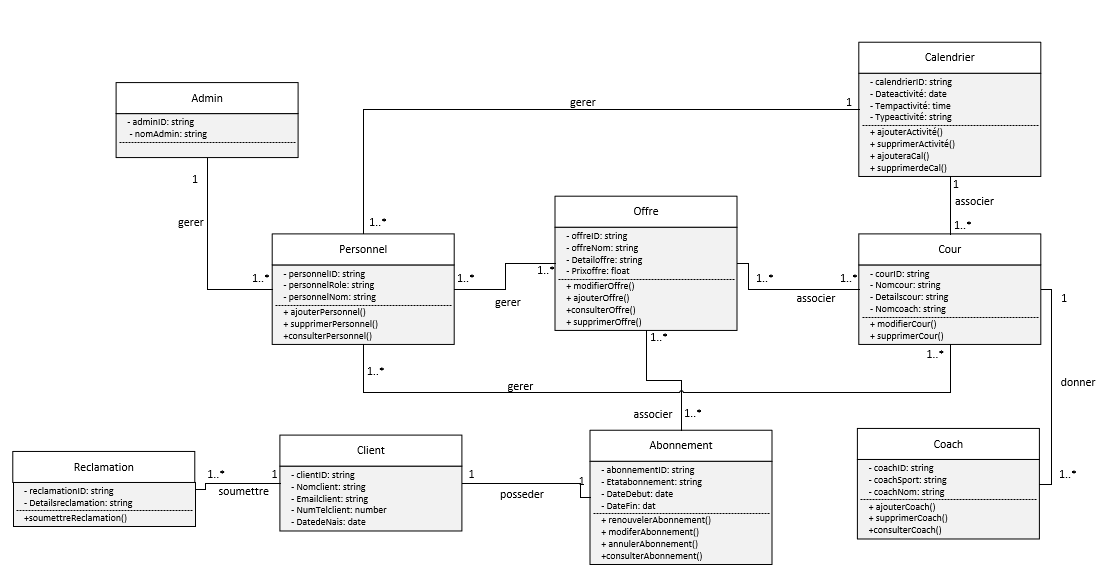 Calendrier
- calendrierID: string
- Dateactivité: date
- Tempactivité: time
- Typeactivité: string
+ ajouterActivité()
+ supprimerActivité()
+ ajouteraCal()
+ supprimerdeCal()
Admin
- adminID: string
- nomAdmin: string
gerer
1
1
gerer
1..*
1..*
1
associer
1..*
Offre
- offreID: string
- offreNom: string
- Detailoffre: string
- Prixoffre: float
+ modifierOffre()
+ ajouterOffre()
+consulterOffre()
+ supprimerOffre()
Personnel
- personnelID: string
- personnelRole: string
- personnelNom: string
+ ajouterPersonnel()
+ supprimerPersonnel()
+consulterPersonnel()
1..*
gerer
1..*
Cour
- courID: string
- Nomcour: string
- Detailscour: string
- Nomcoach: string
+ modifierCour()
+ supprimerCour()
1..*
associer
1..*
1
donner
1..*
1..*
gerer
1..*
1..*
associer
1..*
Reclamation
- reclamationID: string
- Detailsreclamation: string
+soumettreReclamation()
1..*
soumettre
1
Client
- clientID: string
- Nomclient: string
- Emailclient: string
- NumTelclient: number
- DatedeNais: date
1
posseder
1
Abonnement
- abonnementID: string
- Etatabonnement: string
- DateDebut: date
- DateFin: dat
+ renouvelerAbonnement()
+ modiferAbonnement()
+ annulerAbonnement()
+consulterAbonnement()
Coach
- coachID: string
- coachSport: string
- coachNom: string
+ ajouterCoach()
+ supprimerCoach()
+consulterCoach()